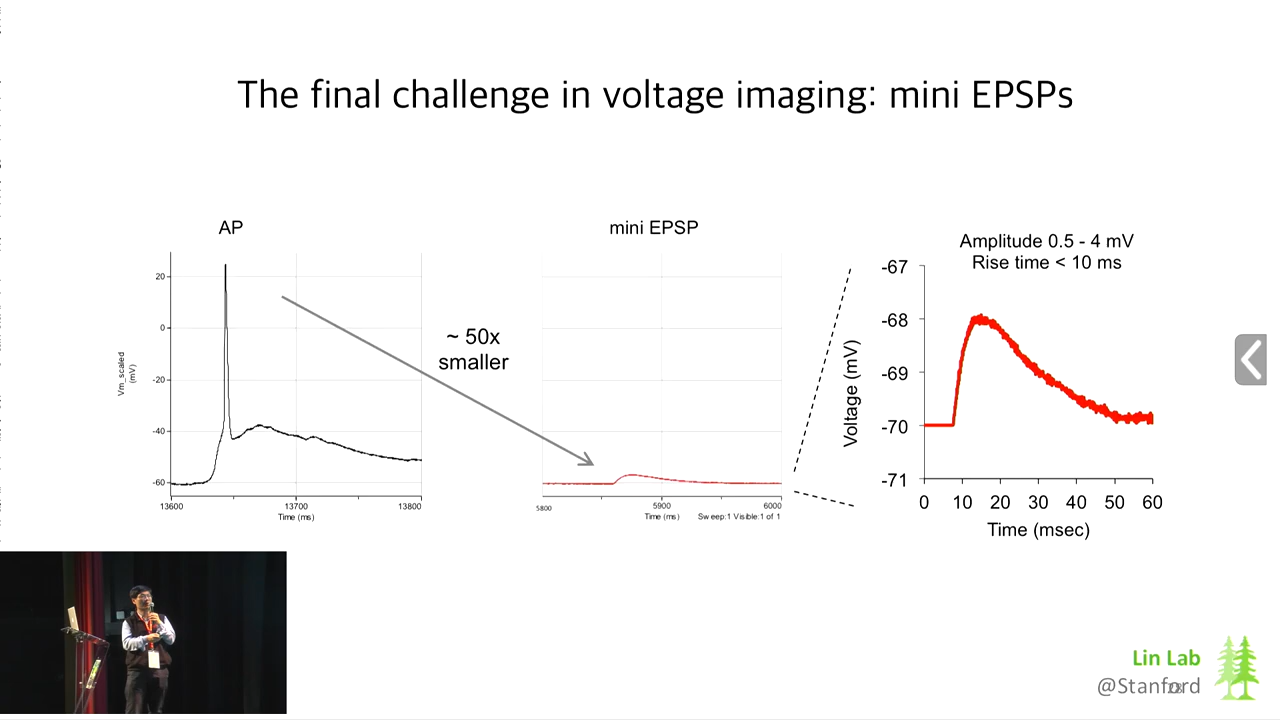 The final challenge in voltage imaging: mini EPSPs
AP
20
0
-20
-40
-60
Vm_scaled
(mV)
13600
13700
13800
Time (ms)
~ 50x
smaller
mini EPSP
5800
5900
6000
Time (ms)
Sweep:1 Visible:1 of 1
Amplitude 0.5 - 4 mV
Rise time < 10 ms
-67
-68
-69
-70
-71
Voltage (mV)
0 10 20 30 40 50 60
Time (msec)
Lin Lab
@Stanford